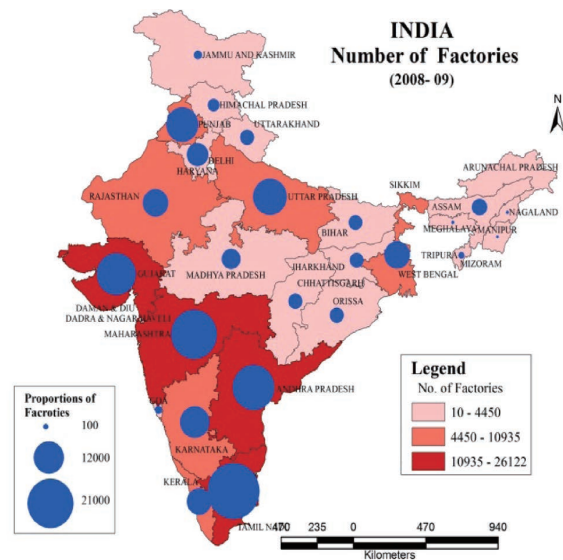 INDIA
Number of Factories
(2008- 09)
N
JAMMU AND KASHMIR
HIMACHAL PRADESH
PUNJAB
UTTARAKHAND
DELHI
HARYANA
ARUNACHAL PRADESH
SIKKIM
RAJASTHAN
UTTAR PRADESH
ASSAM
NAGALAND
MEGHALAYA
MANIPUR
BIHAR
TRIPURA
MIZORAM
GUJARAT
MADHYA PRADESH
JHARKHAND
WEST BENGAL
CHHATTISGARH
ORISSA
DAMAN & DIU
DADRA & NAGAR HAVELI
MAHARASHTRA
ANDHRA PRADESH
GOA
KARNATAKA
KERALA
TAMIL NADU
Legend
No. of Factories
10 - 4450
4450 - 10935
10935 - 26122
Proportions of
Facroties
100
12000
21000
470 235 0 470 940
Kilometers